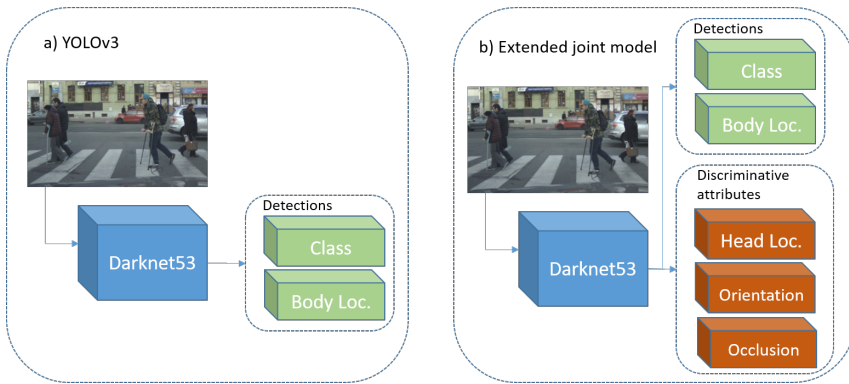 a) YOLOv3
Darknet53
Detections
Class
Body Loc.
b) Extended joint model
Darknet53
Detections
Class
Body Loc.
Discriminative
attributes
Head Loc.
Orientation
Occlusion